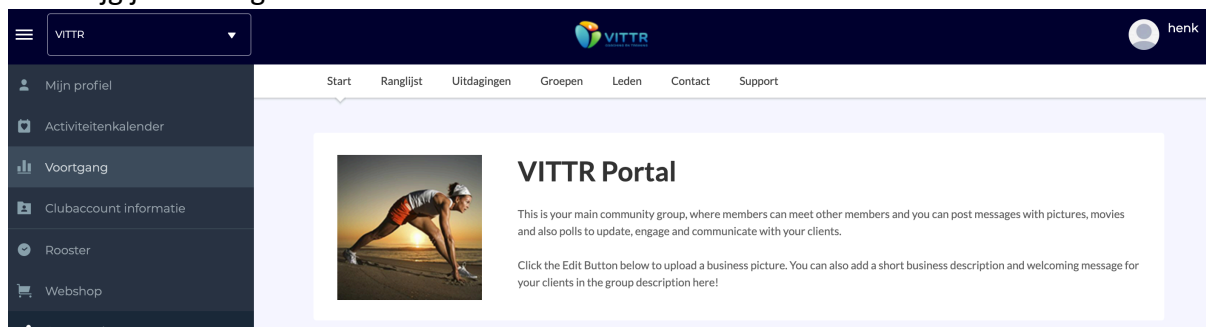 VITTR
VITTR
henk
Mijn profiel
Activiteitenkalender
Voortgang
Clubaccount informatie
Rooster
Webshop
Start Ranglijst Uitdagingen Groepen Leden Contact Support
VITTR Portal
This is your main community group, where members can meet other members and you can post messages with pictures, movies
and also polls to update, engage and communicate with your clients.
Click the Edit Button below to upload a business picture. You can also add a short business description and welcoming message for
your clients in the group description here!